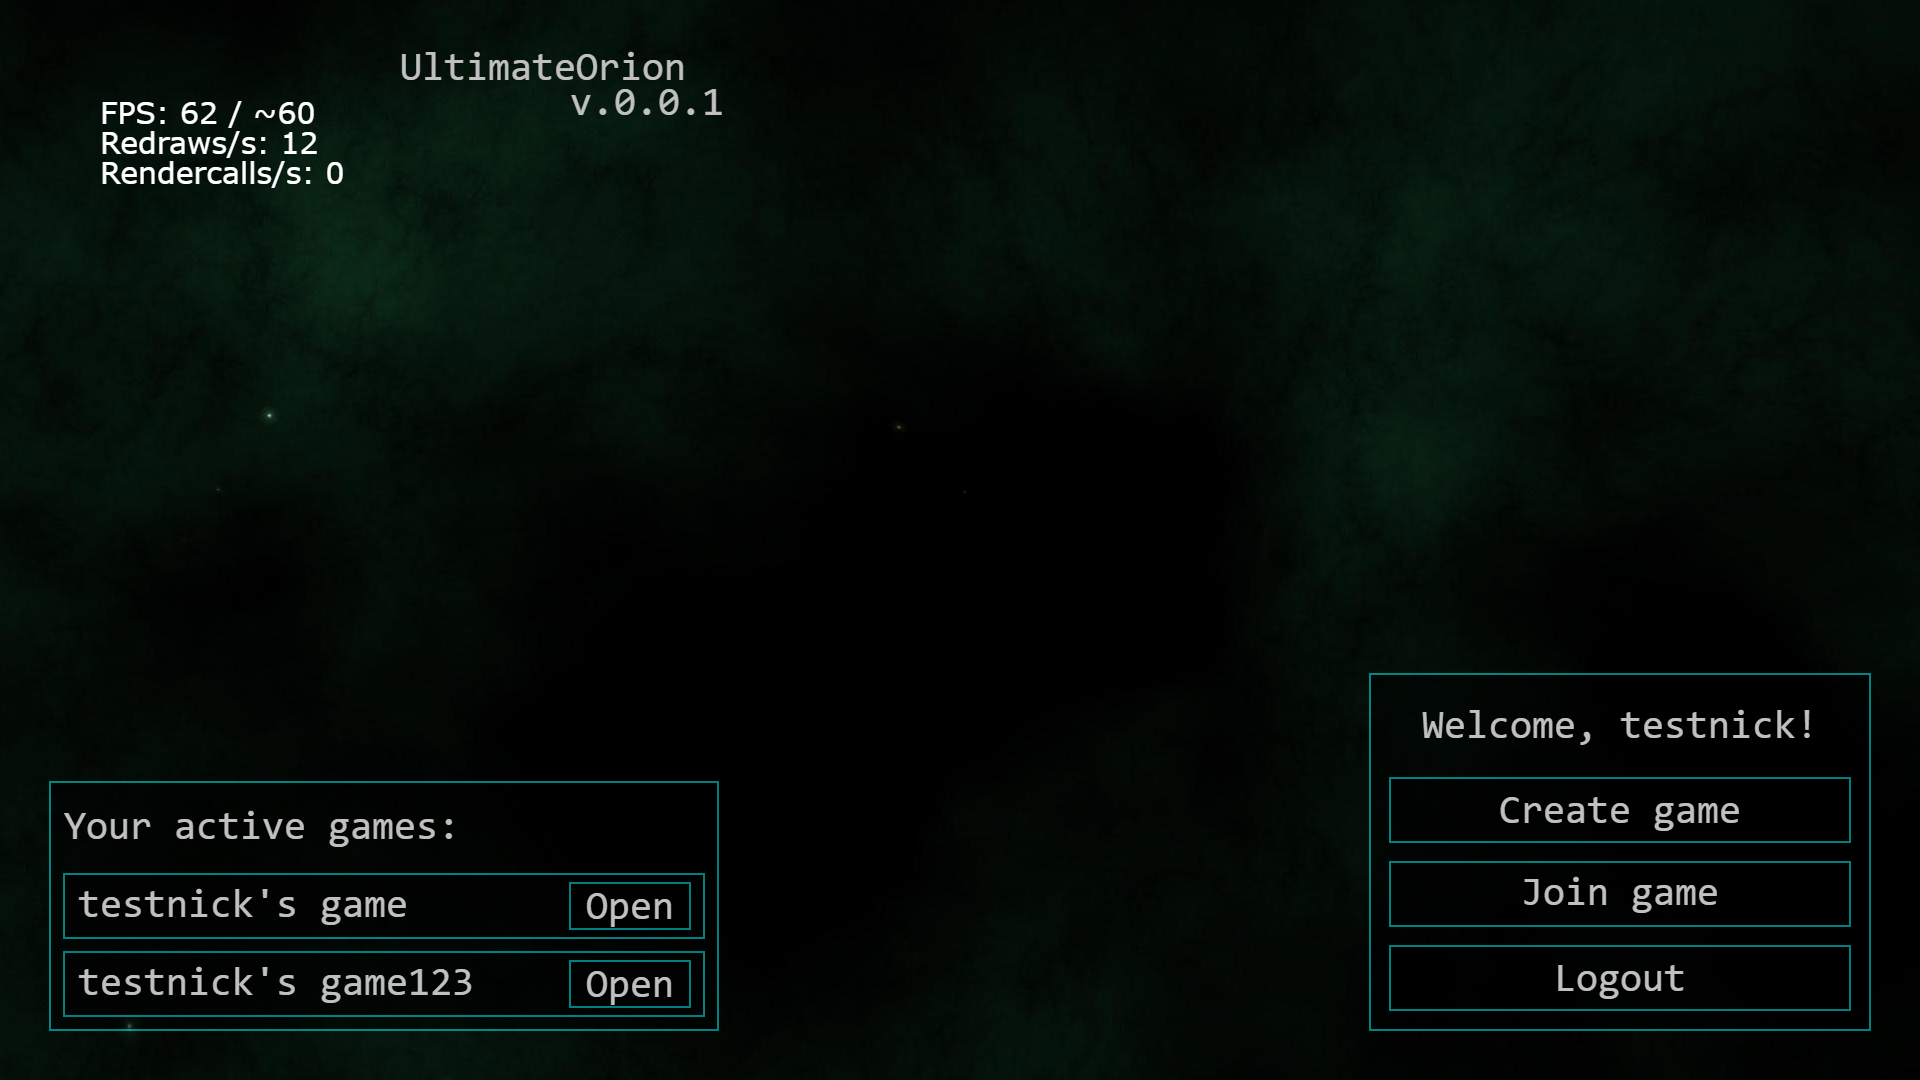 UltimateOrion
v.0.0.1
FPS: 62 / ~60
Redraws/s: 12
Rendercalls/s: 0
Welcome, testnick!
Create game
Join game
Logout
Your active games:
testnick's game Open
testnick's game123 Open